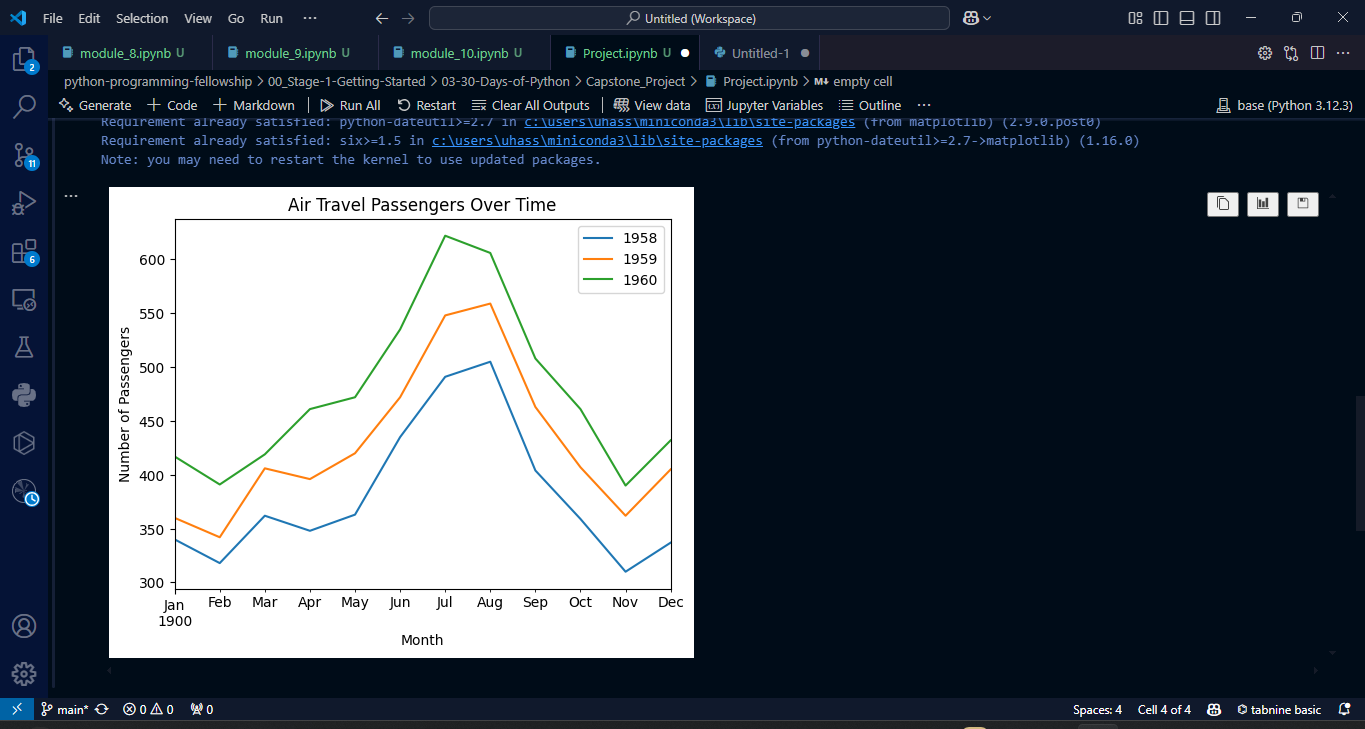 File Edit Selection View Go Run ··· Untitled (Workspace)
module_8.ipynb U module_9.ipynb U module_10.ipynb U Project.ipynb U Untitled-1
python-programming-fellowship > 00_Stage-1-Getting-Started > 03-30-Days-of-Python > Capstone_Project > Project.ipynb > M↓ empty cell
Generate + Code + Markdown Run All Restart Clear All Outputs View data Jupyter Variables Outline ··· base (Python 3.12.3)
Requirement already satisfied: python-dateutil>=2.7 in c:\users\uhass\miniconda3\lib\site-packages (from matplotlib) (2.9.0.post0)
Requirement already satisfied: six>=1.5 in c:\users\uhass\miniconda3\lib\site-packages (from python-dateutil>=2.7->matplotlib) (1.16.0)
Note: you may need to restart the kernel to use updated packages.
2
11
6
Air Travel Passengers Over Time
1958
1959
1960
Number of Passengers
600
550
500
450
400
350
300
Jan Feb Mar Apr May Jun Jul Aug Sep Oct Nov Dec
1900
Month
main* 0 0 0 Spaces: 4 Cell 4 of 4 tabnine basic